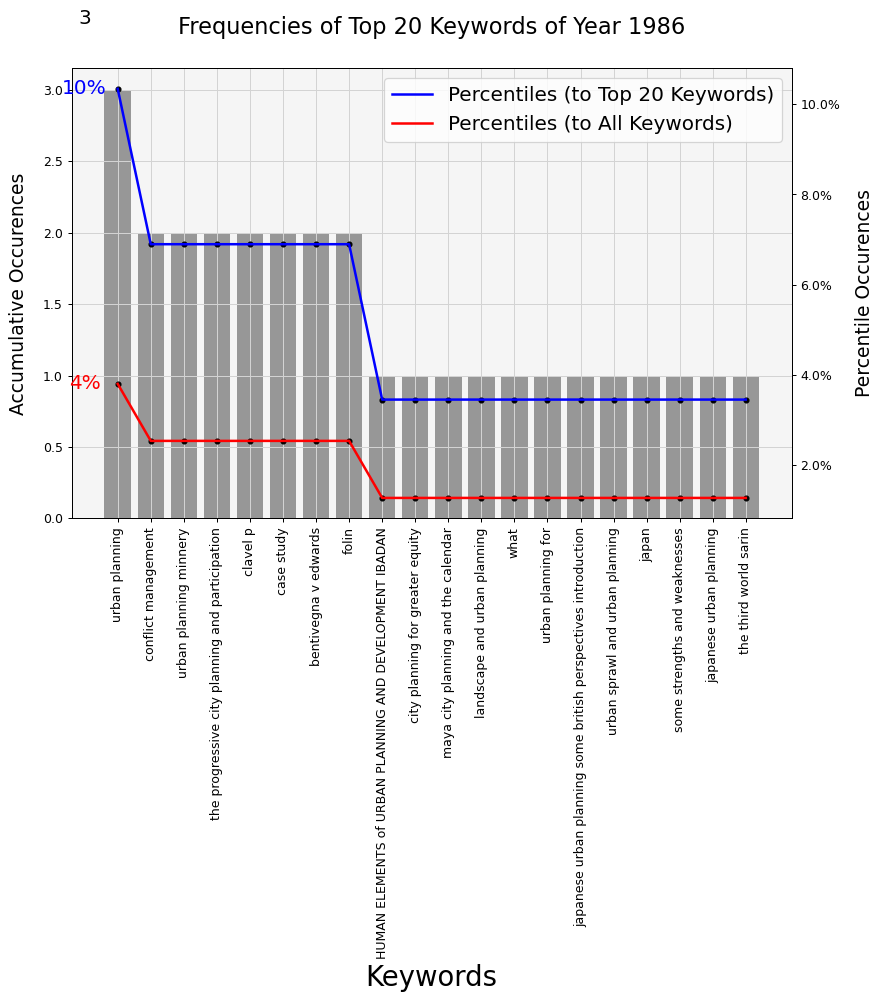 3
Frequencies of Top 20 Keywords of Year 1986
10%
4%
Percentiles (to Top 20 Keywords)
Percentiles (to All Keywords)
Accumulative Occurences
3.0
2.5
2.0
1.5
1.0
0.5
0.0
10.0%
8.0%
6.0%
4.0%
2.0%
Percentile Occurences
urban planning
conflict management
urban planning minnery
the progressive city planning and participation
clavel p
case study
bentivegna v edwards
folin
HUMAN ELEMENTS of URBAN PLANNING AND DEVELOPMENT IBADAN
city planning for greater equity
maya city planning and the calendar
landscape and urban planning
what
urban planning for
japanese urban planning some british perspectives introduction
urban sprawl and urban planning
japan
some strengths and weaknesses
japanese urban planning
the third world sarin
Keywords